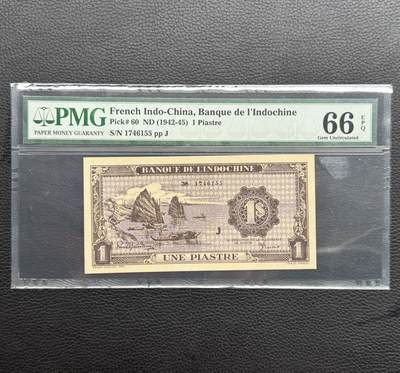 PMG
PAPER MONEY GUARANTY
French Indo-China, Banque de l'Indochine
Pick# 60 ND (1942-45) 1 Piastre
S/N 1746155 pp J
66 EPQ
Gem Uncirculated
BANQUE DE L'INDOCHINE
1746155
1$
J
1
1
UNE PIASTRE